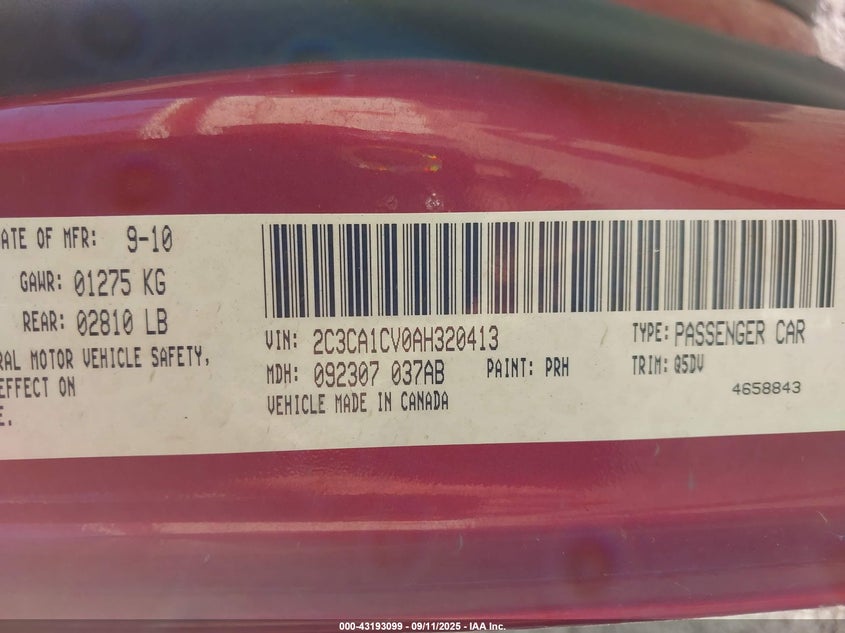 ATE OF MFR: 9-10
GAWR: 01275 KG
REAR: 02810 LB
RAL MOTOR VEHICLE SAFETY,
EFFECT ON
E.
VIN: 2C3CA1CV0AH320413
TYPE: PASSENGER CAR
MDH: 092307 037AB PAINT: PRH
TRIM: Q5DV
VEHICLE MADE IN CANADA
4658843
000-43193099 - 09/11/2025 - IAA Inc.